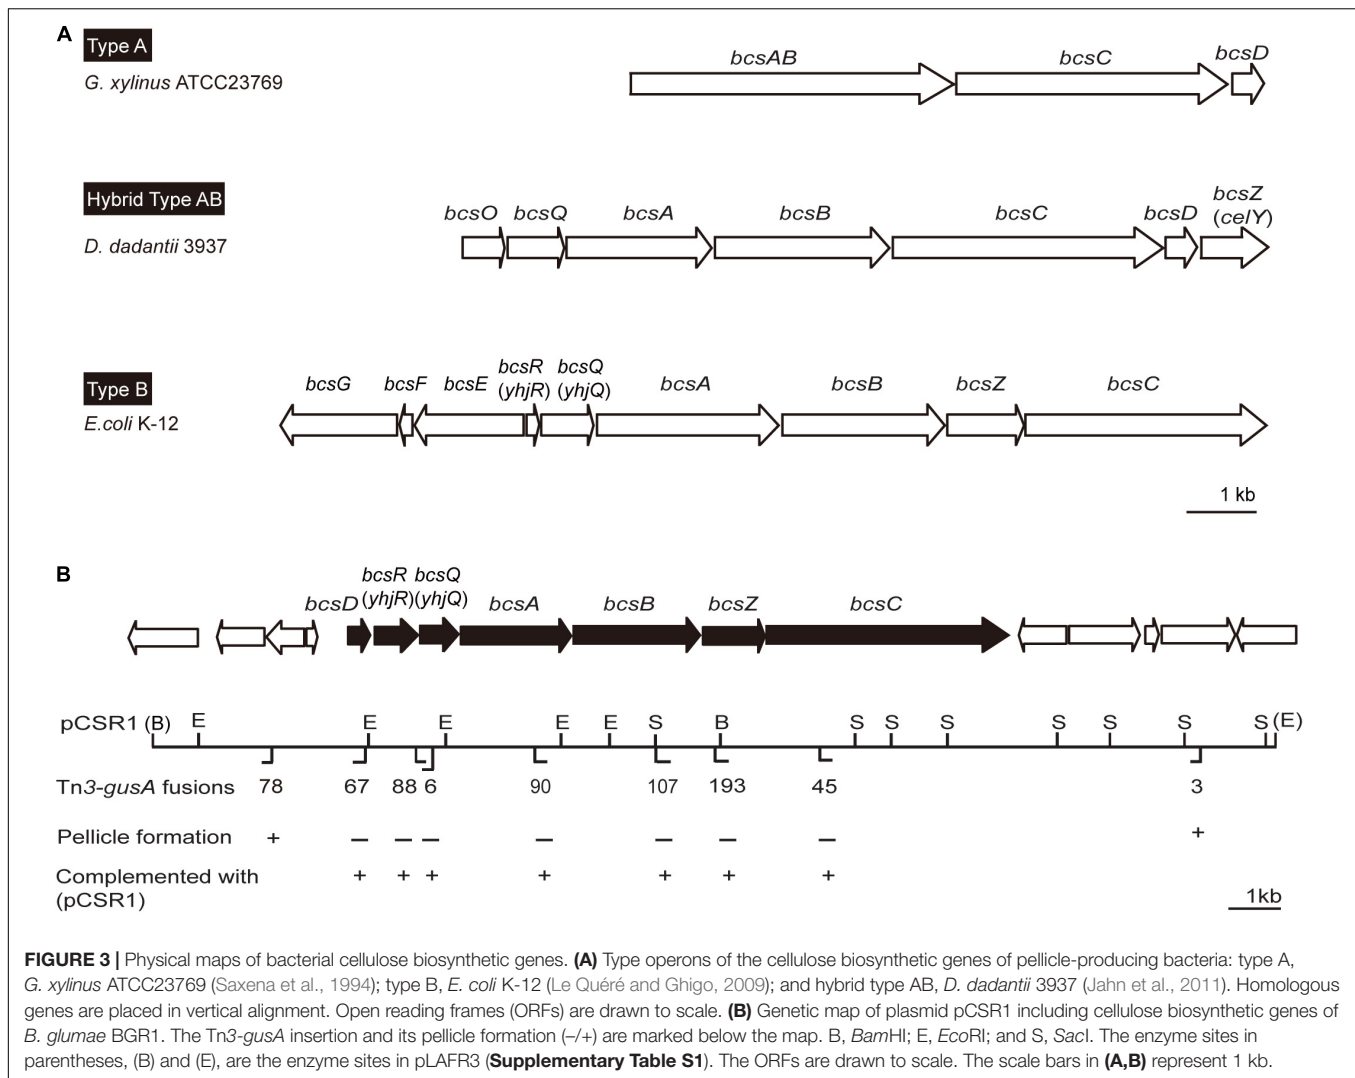 A
Type A
G. xylinus ATCC23769
bcsAB bcsC bcsD
Hybrid Type AB
D. dadantii 3937
bcsO bcsQ bcsA bcsB bcsC bcsD bcsZ
(celY)
Type B
E.coli K-12
bcsG bcsF bcsE bcsR bcsQ bcsA bcsB bcsZ bcsC
(yhjR) (yhjQ)
1 kb
B
bcsR bcsQ
bcsD (yhjR)(yhjQ) bcsA bcsB bcsZ bcsC
pCSR1 (B) E E E E E S B S S S S S S S (E)
Tn3-gusA fusions 78 67 88 6 90 107 193 45 3
Pellicle formation + – – – – – – – +
Complemented with + + + + + + +
(pCSR1)
1kb
FIGURE 3 | Physical maps of bacterial cellulose biosynthetic genes. (A) Type operons of the cellulose biosynthetic genes of pellicle-producing bacteria: type A,
G. xylinus ATCC23769 (Saxena et al., 1994); type B, E. coli K-12 (Le Quéré and Ghigo, 2009); and hybrid type AB, D. dadantii 3937 (Jahn et al., 2011). Homologous
genes are placed in vertical alignment. Open reading frames (ORFs) are drawn to scale. (B) Genetic map of plasmid pCSR1 including cellulose biosynthetic genes of
B. glumae BGR1. The Tn3-gusA insertion and its pellicle formation (–/+) are marked below the map. B, BamHI; E, EcoRI; and S, SacI. The enzyme sites in
parentheses, (B) and (E), are the enzyme sites in pLAFR3 (Supplementary Table S1). The ORFs are drawn to scale. The scale bars in (A,B) represent 1 kb.